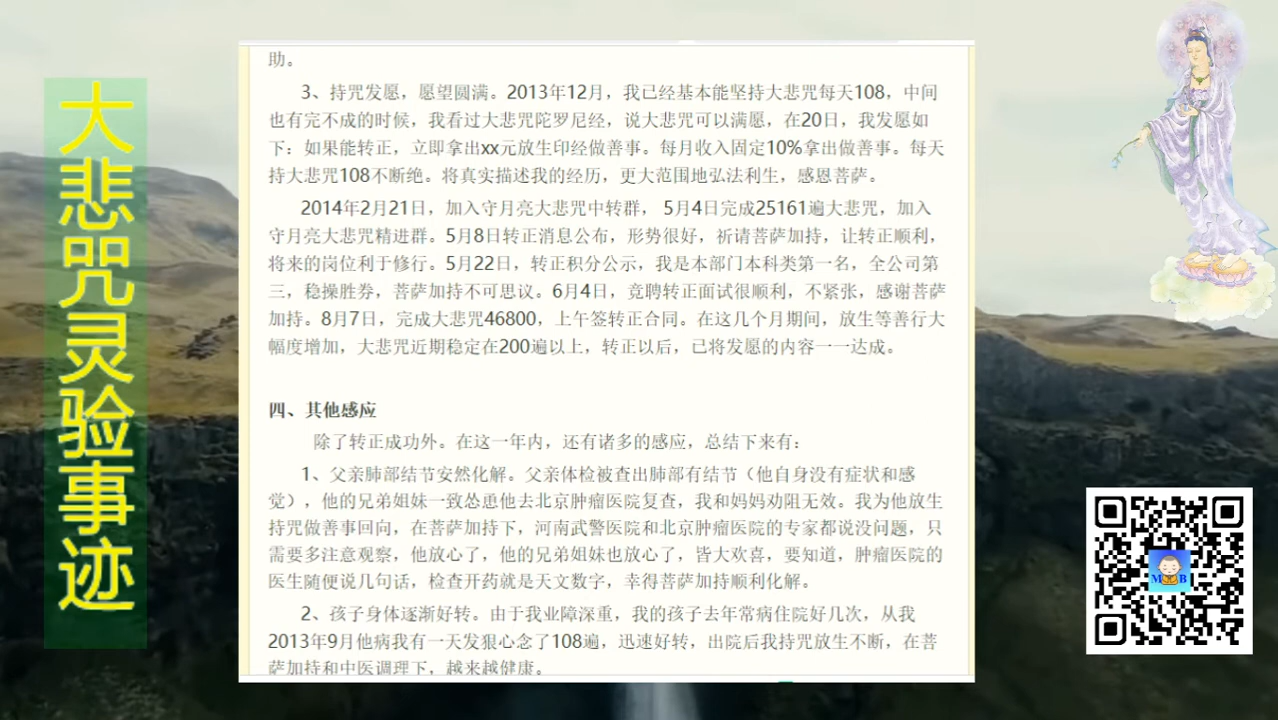 大悲咒灵验事迹
助。
3、持咒发愿，愿望圆满。2013年12月，我已经基本能坚持大悲咒每天108，中间
也有完不成的时候，我看过大悲咒陀罗尼经，说大悲咒可以满愿，在20日，我发愿如
下：如果能转正，立即拿出xx元放生印经做善事。每月收入固定10%拿出做善事。每天
持大悲咒108不断绝。将真实描述我的经历，更大范围地弘法利生，感恩菩萨。
2014年2月21日，加入守月亮大悲咒中转群， 5月4日完成25161遍大悲咒，加入
守月亮大悲咒精进群。5月8日转正消息公布，形势很好，祈请菩萨加持，让转正顺利，
将来的岗位利于修行。5月22日，转正积分公示，我是本部门本科类第一名，全公司第
三，稳操胜券，菩萨加持不可思议。6月4日，竞聘转正面试很顺利，不紧张，感谢菩萨
加持。8月7日，完成大悲咒46800，上午签转正合同。在这几个月期间，放生等善行大
幅度增加，大悲咒近期稳定在200遍以上，转正以后，已将发愿的内容一一达成。
四、其他感应
除了转正成功外。在这一年内，还有诸多的感应，总结下来有：
1、父亲肺部结节安然化解。父亲体检被查出肺部有结节（他自身没有症状和感
觉），他的兄弟姐妹一致怂恿他去北京肿瘤医院复查，我和妈妈劝阻无效。我为他放生
持咒做善事回向，在菩萨加持下，河南武警医院和北京肿瘤医院的专家都说没问题，只
需要多注意观察，他放心了，他的兄弟姐妹也放心了，皆大欢喜，要知道，肿瘤医院的
医生随便说几句话，检查开药就是天文数字，幸得菩萨加持顺利化解。
2、孩子身体逐渐好转。由于我业障深重，我的孩子去年常病住院好几次，从我
2013年9月他病我有一天发狠心念了108遍，迅速好转，出院后我持咒放生不断，在菩
萨加持和中医调理下，越来越健康。
M B